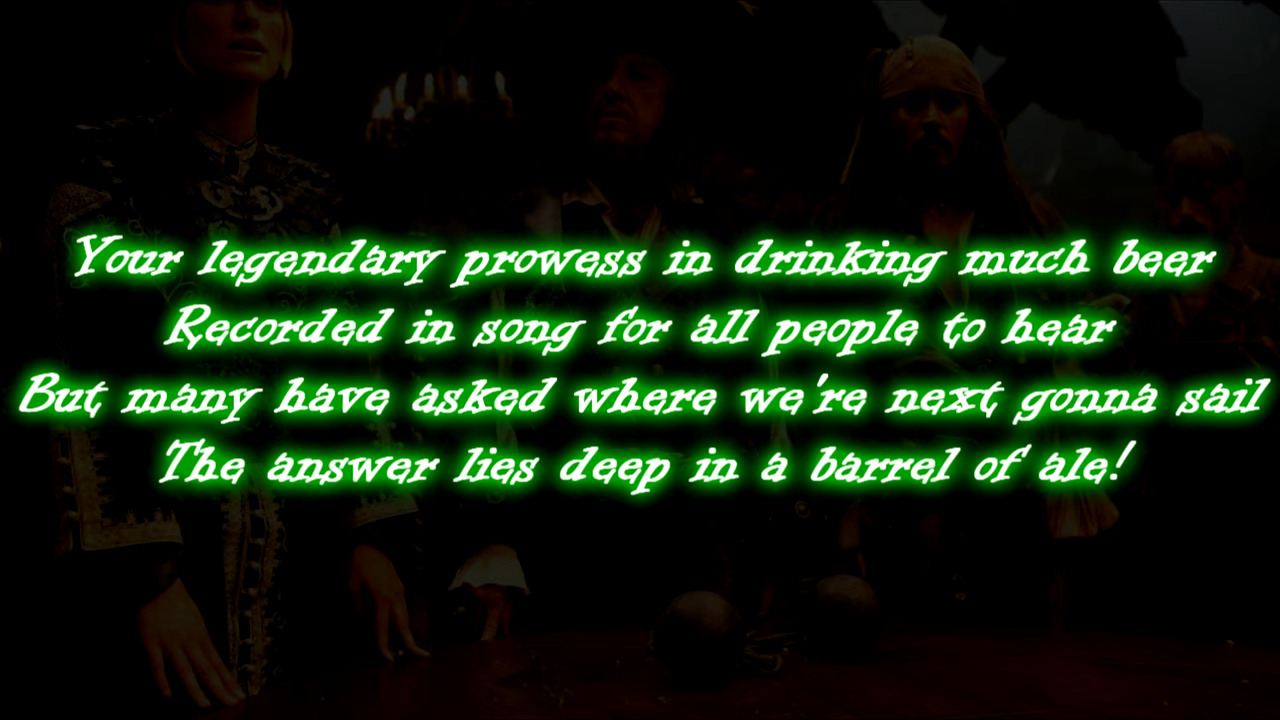 Your legendary prowess in drinking much beer
Recorded in song for all people to hear
But many have asked where we're next gonna sail
The answer lies deep in a barrel of ale!